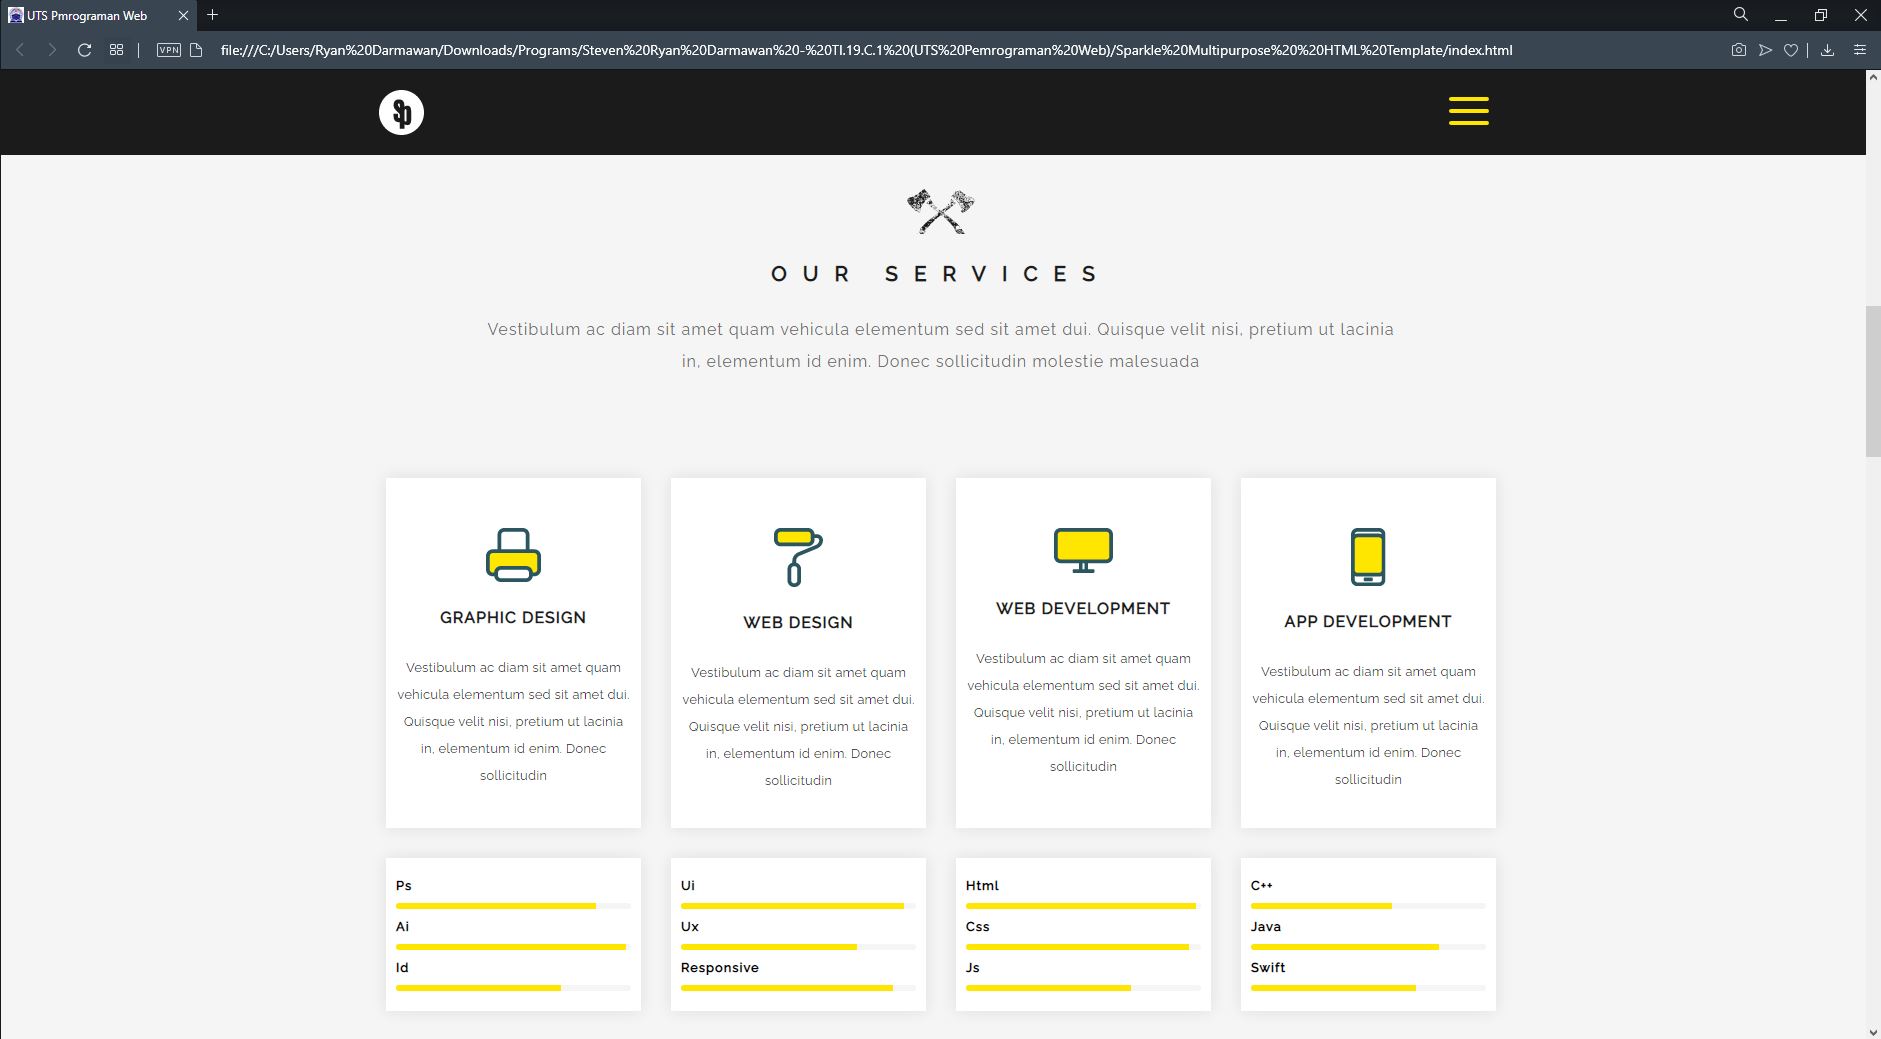 UTS Pmrograman Web
VPN
file:///C:/Users/Ryan%20Darmawan/Downloads/Programs/Steven%20Ryan%20Darmawan%20-%20TI.19.C.1%20(UTS%20Pemrograman%20Web)/Sparkle%20Multipurpose%20%20HTML%20Template/index.html
Sp
OUR SERVICES
Vestibulum ac diam sit amet quam vehicula elementum sed sit amet dui. Quisque velit nisi, pretium ut lacinia
in, elementum id enim. Donec sollicitudin molestie malesuada
GRAPHIC DESIGN
Vestibulum ac diam sit amet quam
vehicula elementum sed sit amet dui.
Quisque velit nisi, pretium ut lacinia
in, elementum id enim. Donec
sollicitudin
WEB DESIGN
Vestibulum ac diam sit amet quam
vehicula elementum sed sit amet dui.
Quisque velit nisi, pretium ut lacinia
in, elementum id enim. Donec
sollicitudin
WEB DEVELOPMENT
Vestibulum ac diam sit amet quam
vehicula elementum sed sit amet dui.
Quisque velit nisi, pretium ut lacinia
in, elementum id enim. Donec
sollicitudin
APP DEVELOPMENT
Vestibulum ac diam sit amet quam
vehicula elementum sed sit amet dui.
Quisque velit nisi, pretium ut lacinia
in, elementum id enim. Donec
sollicitudin
Ps
Ai
Id
Ui
Ux
Responsive
Html
Css
Js
C++
Java
Swift